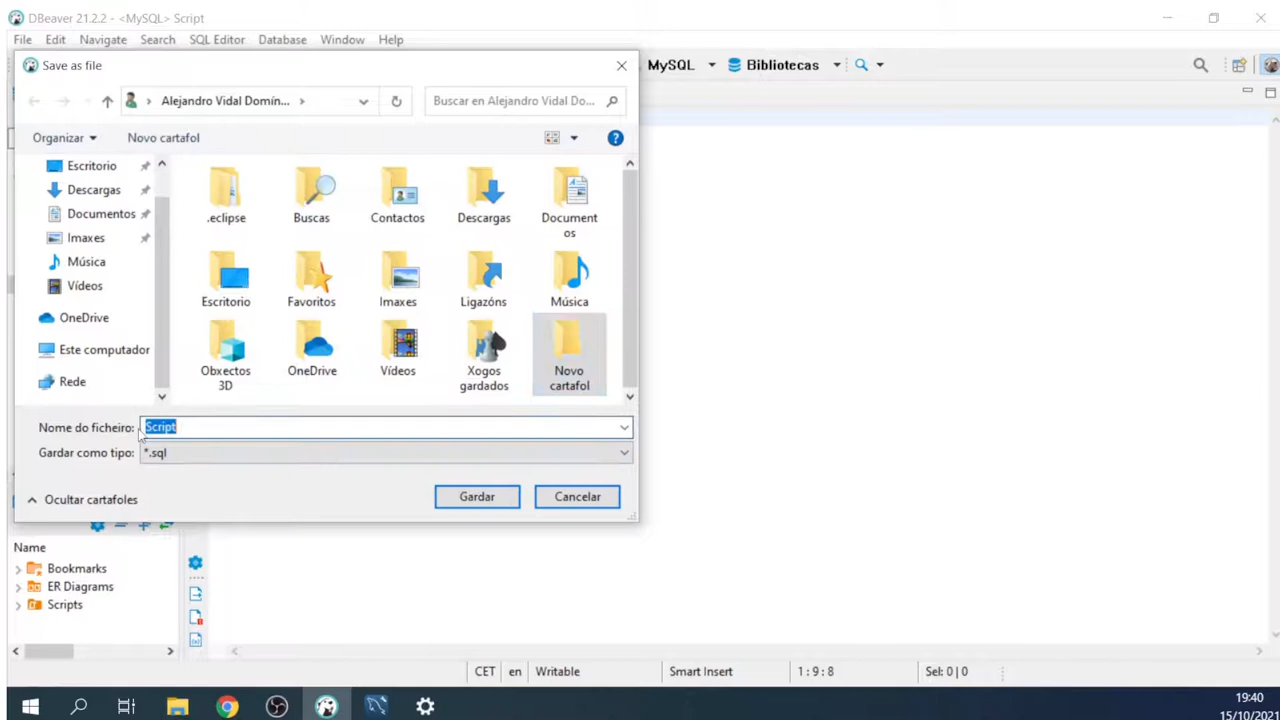 DBeaver 21.2.2 - <MySQL> Script
File Edit Navigate Search SQL Editor Database Window Help
Save as file
MySQL Bibliotecas
Alejandro Vidal Domín... Buscar en Alejandro Vidal Do...
Organizar Novo cartafol
Escritorio
Descargas
Documentos
Imaxes
Música
Vídeos
OneDrive
Este computador
Rede
.eclipse Buscas Contactos Descargas Document
os
Escritorio Favoritos Imaxes Ligazóns Música
Obxectos
3D
OneDrive Vídeos Xogos
gardados
Novo
cartafol
Nome do ficheiro: Script
Gardar como tipo: *.sql
Ocultar cartafoles Gardar Cancelar
Name
Bookmarks
ER Diagrams
Scripts
CET en Writable Smart Insert 1 : 9 : 8 Sel: 0 | 0
19:40
15/10/2021